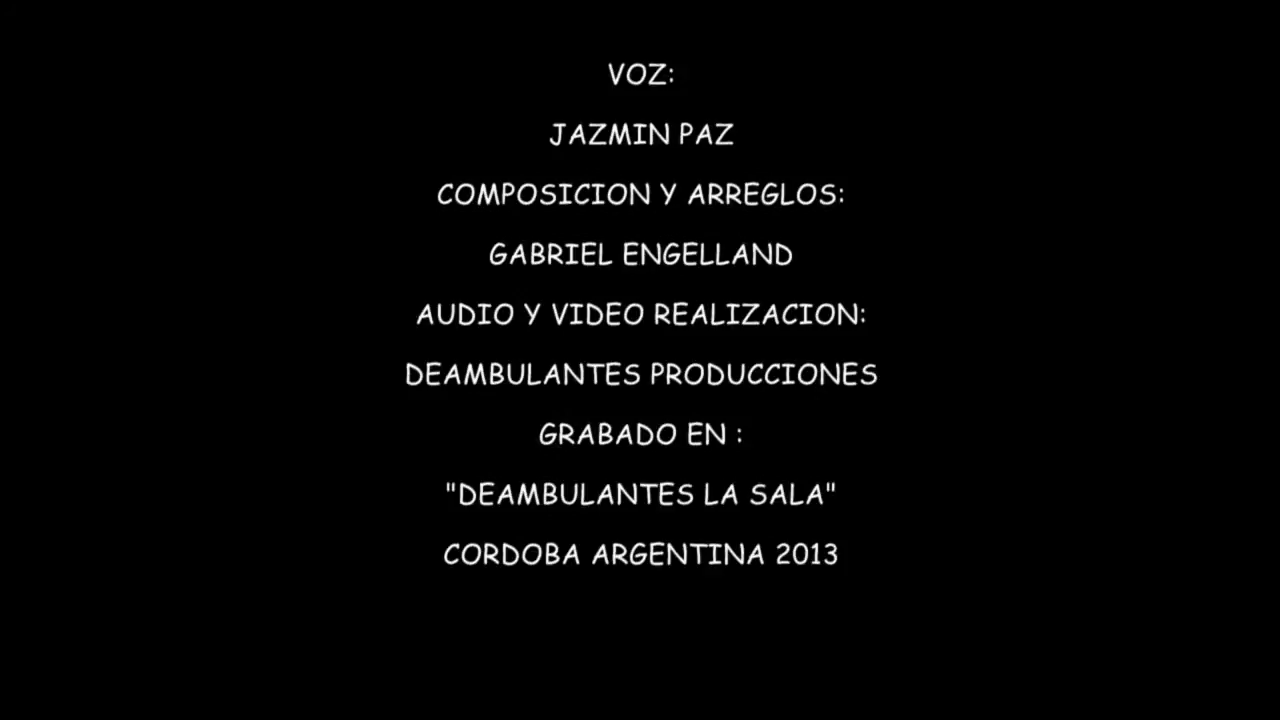 VOZ:
JAZMIN PAZ
COMPOSICION Y ARREGLOS:
GABRIEL ENGELLAND
AUDIO Y VIDEO REALIZACION:
DEAMBULANTES PRODUCCIONES
GRABADO EN :
"DEAMBULANTES LA SALA"
CORDOBA ARGENTINA 2013